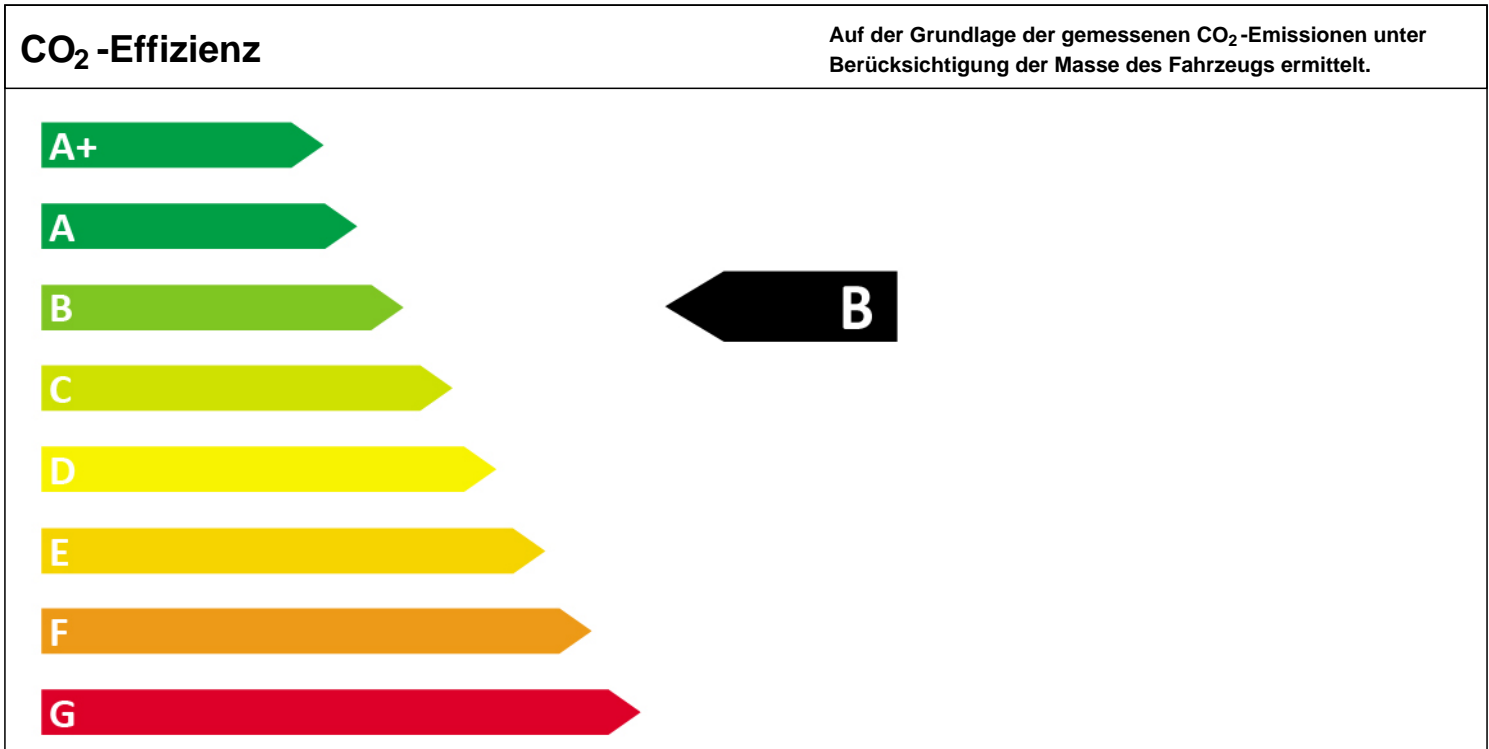 CO₂-Effizienz
Auf der Grundlage der gemessenen CO₂-Emissionen unter
Berücksichtigung der Masse des Fahrzeugs ermittelt.
A+
A
B
B
C
D
E
F
G